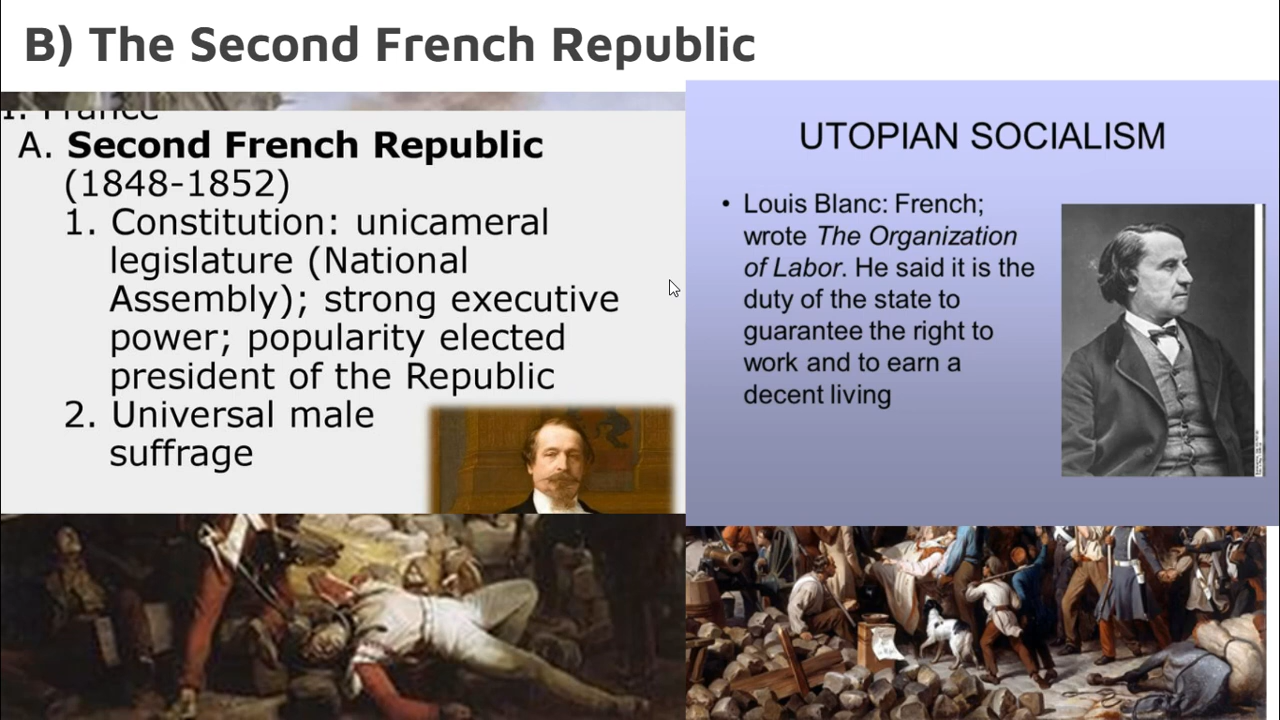 B) The Second French Republic
I. France
A. Second French Republic
(1848-1852)
1. Constitution: unicameral
legislature (National
Assembly); strong executive
power; popularity elected
president of the Republic
2. Universal male
suffrage
UTOPIAN SOCIALISM
• Louis Blanc: French;
wrote The Organization
of Labor. He said it is the
duty of the state to
guarantee the right to
work and to earn a
decent living